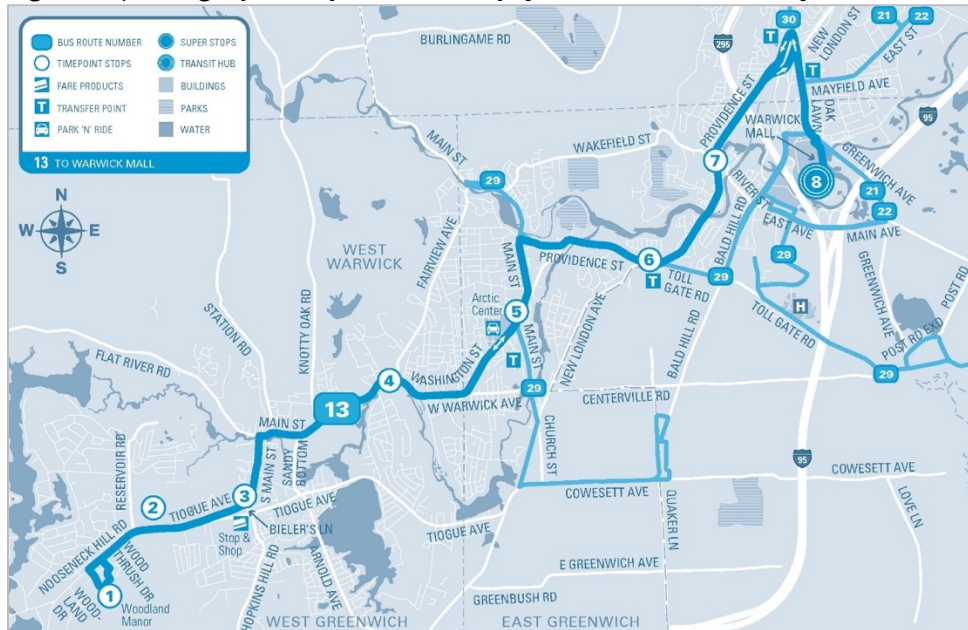 BUS ROUTE NUMBER
TIMEPOINT STOPS
FARE PRODUCTS
T TRANSFER POINT
PARK 'N' RIDE
SUPER STOPS
TRANSIT HUB
BUILDINGS
PARKS
WATER
13 TO WARWICK MALL
N
W E
S
BURLINGAME RD
295
30
T
NEW
LONDON ST
21
22
EAST ST
T
MAYFIELD AVE
95
OAK
LAWN
WARWICK
MALL
PROVIDENCE ST
7
8
GREENWICH AVE
21
22
MAIN ST
WAKEFIELD ST
29
RIVER ST
EAST AVE
MAIN AVE
BALD HILL RD
29
GREENWICH AVE
POST RD
WEST
WARWICK
FAIRVIEW AVE
MAIN ST
PROVIDENCE ST
6
T
TOLL
GATE RD
29
H
TOLL GATE RD
POST RD EXD
29
STATION RD
KNOTTY OAK RD
Arctic
Center
5
T
MAIN ST
NEW LONDON AVE
BALD HILL RD
FLAT RIVER RD
4
WASHINGTON ST
W WARWICK AVE
29
CENTERVILLE RD
13
MAIN ST
SANDY
BOTTOM
S MAIN ST
CHURCH ST
COWESETT AVE
COWESETT AVE
95
QUAKER LN
LOVE LN
RESERVOIR RD
2
TIOGUE AVE
3
TIOGUE AVE
TIOGUE AVE
BIELER'S LN
Stop &
Shop
NOOSENECK HILL RD
WOOD
THRUSH DR
WOOD-
LAND
DR
1
Woodland
Manor
HOPKINS HILL RD
ARNOLD AVE
E GREENWICH AVE
GREENBUSH RD
WEST GREENWICH
EAST GREENWICH